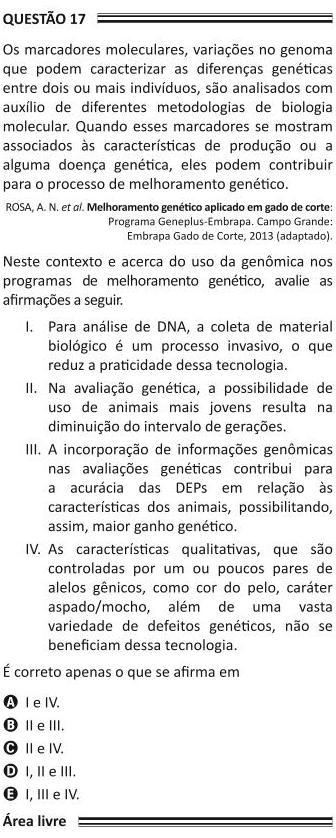 QUESTÃO 17
Os marcadores moleculares, variações no genoma
que podem caracterizar as diferenças genéticas
entre dois ou mais indivíduos, são analisados com
auxílio de diferentes metodologias de biologia
molecular. Quando esses marcadores se mostram
associados às características de produção ou a
alguma doença genética, eles podem contribuir
para o processo de melhoramento genético.
ROSA, A. N. et al. Melhoramento genético aplicado em gado de corte:
Programa Geneplus-Embrapa. Campo Grande:
Embrapa Gado de Corte, 2013 (adaptado).
Neste contexto e acerca do uso da genômica nos
programas de melhoramento genético, avalie as
afirmações a seguir.
I. Para análise de DNA, a coleta de material
biológico é um processo invasivo, o que
reduz a praticidade dessa tecnologia.
II. Na avaliação genética, a possibilidade de
uso de animais mais jovens resulta na
diminuição do intervalo de gerações.
III. A incorporação de informações genômicas
nas avaliações genéticas contribui para
a acurácia das DEPs em relação às
características dos animais, possibilitando,
assim, maior ganho genético.
IV. As características qualitativas, que são
controladas por um ou poucos pares de
alelos gênicos, como cor do pelo, caráter
aspado/mocho, além de uma vasta
variedade de defeitos genéticos, não se
beneficiam dessa tecnologia.
É correto apenas o que se afirma em
A I e IV.
B II e III.
C II e IV.
D I, II e III.
E I, III e IV.
Área livre